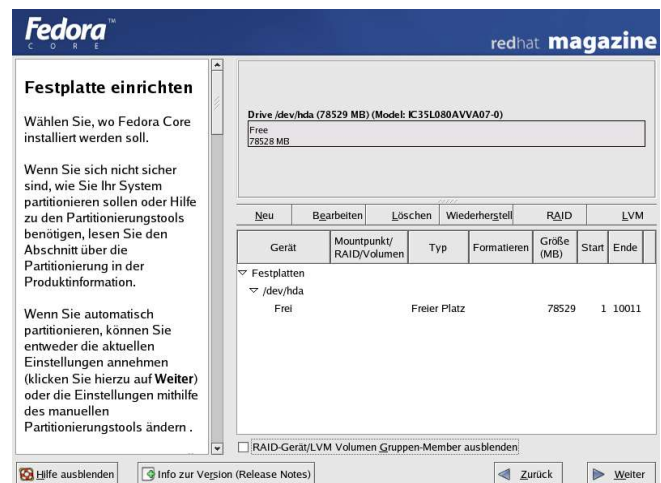 Fedora™
CORE
redhat magazine
Festplatte einrichten
Wählen Sie, wo Fedora Core
installiert werden soll.
Wenn Sie sich nicht sicher
sind, wie Sie Ihr System
partitionieren sollen oder Hilfe
zu den Partitionierungstools
benötigen, lesen Sie den
Abschnitt über die
Partitionierung in der
Produktinformation.
Wenn Sie automatisch
partitionieren, können Sie
entweder die aktuellen
Einstellungen annehmen
(klicken Sie hierzu auf Weiter)
oder die Einstellungen mithilfe
des manuellen
Partitionierungstools ändern .
Drive /dev/hda (78529 MB) (Model: IC35L080AVVA07-0)
Free
78528 MB
Neu Bearbeiten Löschen Wiederherstell RAID LVM
Gerät Mountpunkt/ RAID/Volumen Typ Formatieren Größe (MB) Start Ende
Festplatten
/dev/hda
Frei Freier Platz 78529 1 10011
RAID-Gerät/LVM Volumen Gruppen-Member ausblenden
Hilfe ausblenden Info zur Version (Release Notes) Zurück Weiter